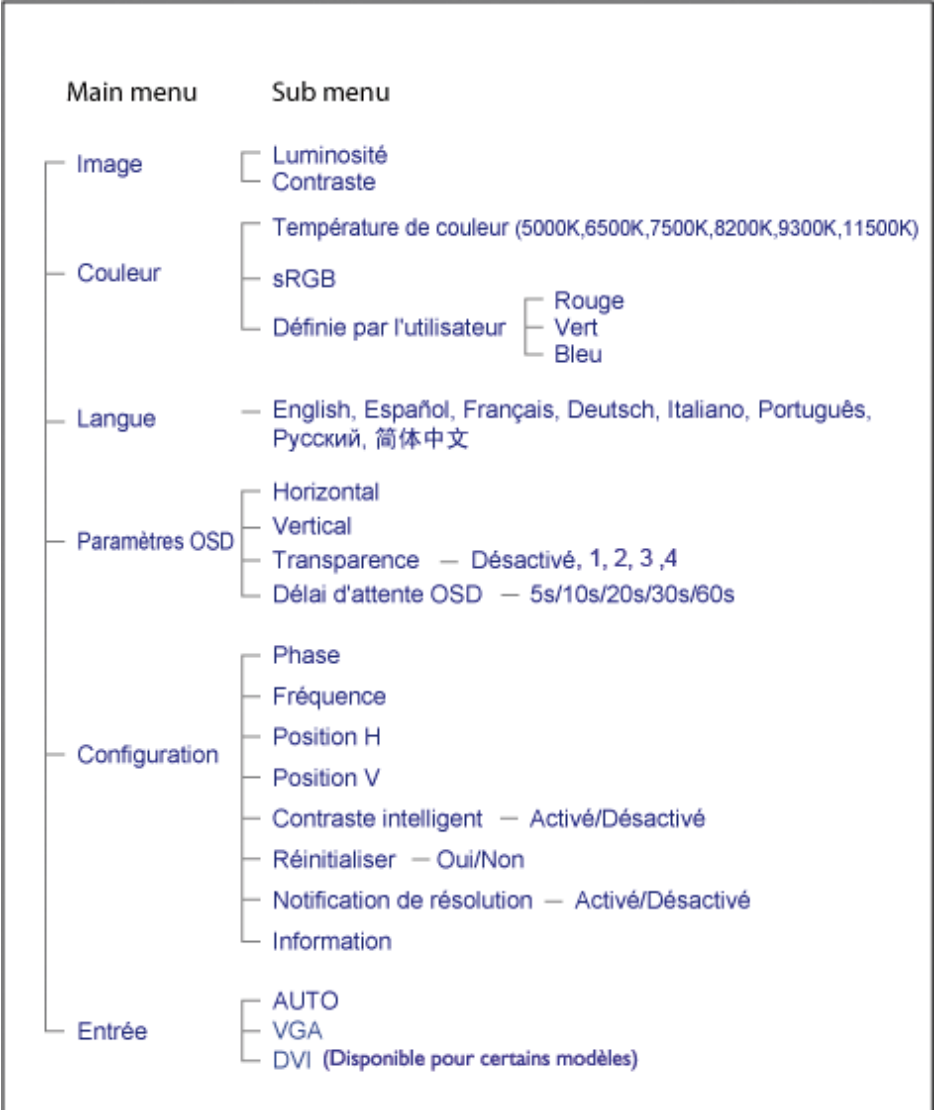 Main menu Sub menu
Image
Luminosité
Contraste
Couleur
Température de couleur (5000K,6500K,7500K,8200K,9300K,11500K)
sRGB
Définie par l'utilisateur
Rouge
Vert
Bleu
Langue
English, Español, Français, Deutsch, Italiano, Português,
Русский, 简体中文
Paramètres OSD
Horizontal
Vertical
Transparence — Désactivé, 1, 2, 3 ,4
Délai d'attente OSD — 5s/10s/20s/30s/60s
Configuration
Phase
Fréquence
Position H
Position V
Contraste intelligent — Activé/Désactivé
Réinitialiser — Oui/Non
Notification de résolution — Activé/Désactivé
Information
Entrée
AUTO
VGA
DVI (Disponible pour certains modèles)